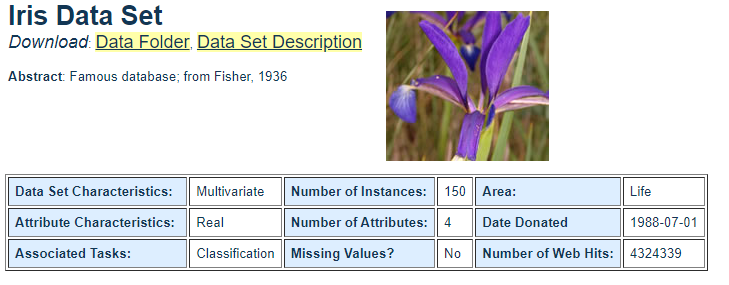 Iris Data Set
Download: Data Folder, Data Set Description
Abstract: Famous database; from Fisher, 1936
Data Set Characteristics: Multivariate Number of Instances: 150 Area: Life
Attribute Characteristics: Real Number of Attributes: 4 Date Donated 1988-07-01
Associated Tasks: Classification Missing Values? No Number of Web Hits: 4324339